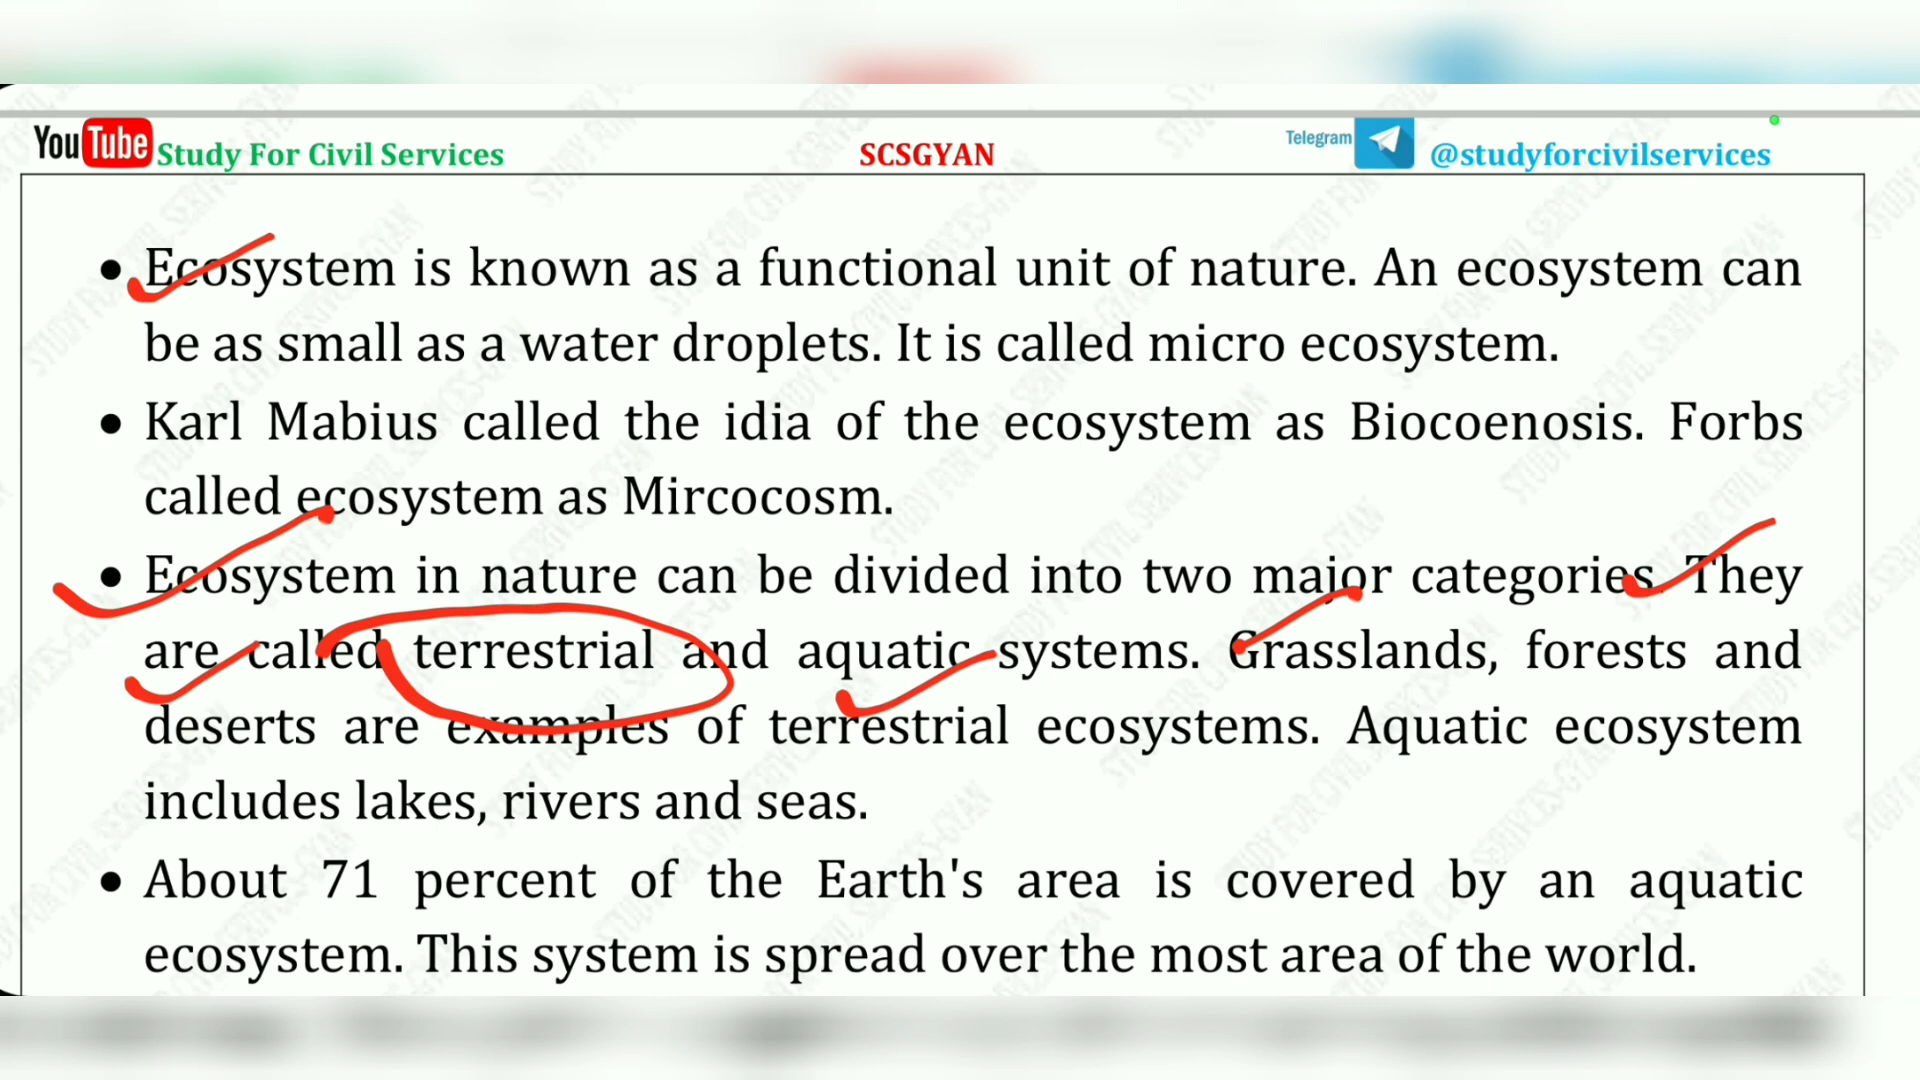 YouTube Study For Civil Services SCSGYAN Telegram @studyforcivilservices
• Ecosystem is known as a functional unit of nature. An ecosystem can
be as small as a water droplets. It is called micro ecosystem.
• Karl Mabius called the idia of the ecosystem as Biocoenosis. Forbs
called ecosystem as Mircocosm.
• Ecosystem in nature can be divided into two major categories. They
are called terrestrial and aquatic systems. Grasslands, forests and
deserts are examples of terrestrial ecosystems. Aquatic ecosystem
includes lakes, rivers and seas.
• About 71 percent of the Earth's area is covered by an aquatic
ecosystem. This system is spread over the most area of the world.